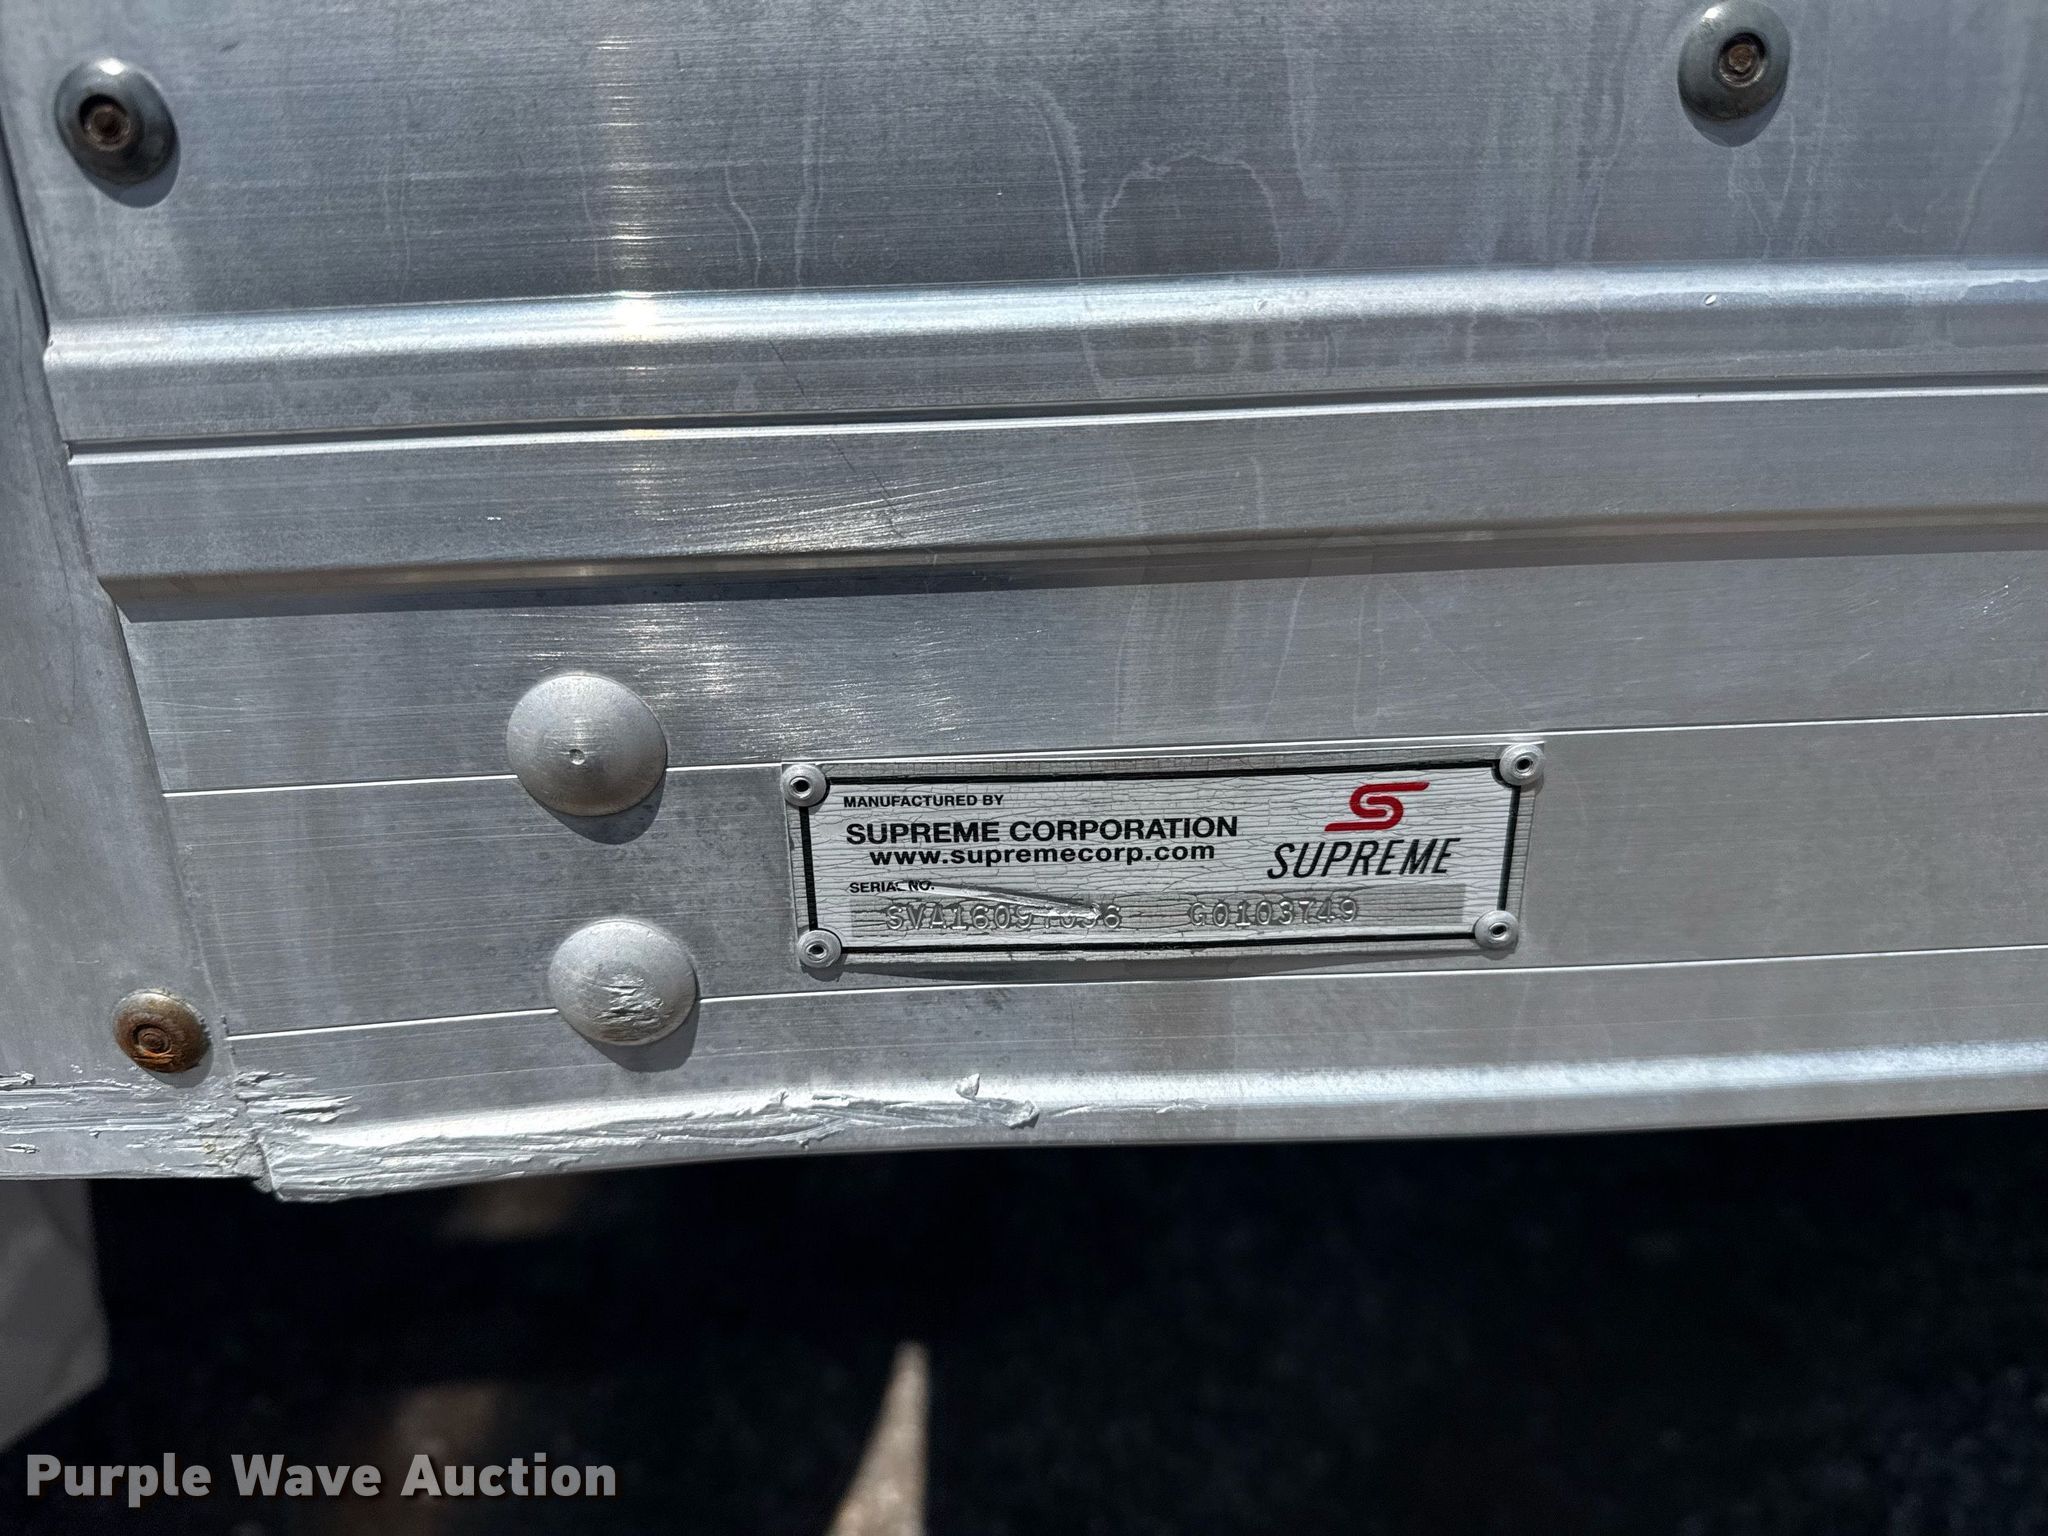 MANUFACTURED BY
SUPREME CORPORATION
www.supremecorp.com
SUPREME
SERIAL NO.
G0103749
Purple Wave Auction